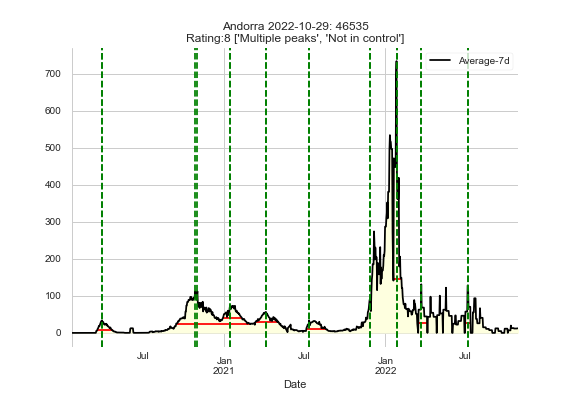 Andorra 2022-10-29: 46535
Rating:8 ['Multiple peaks', 'Not in control']
Average-7d
700
600
500
400
300
200
100
0
Jul
Jan
2021
Jul
Jan
2022
Jul
Date